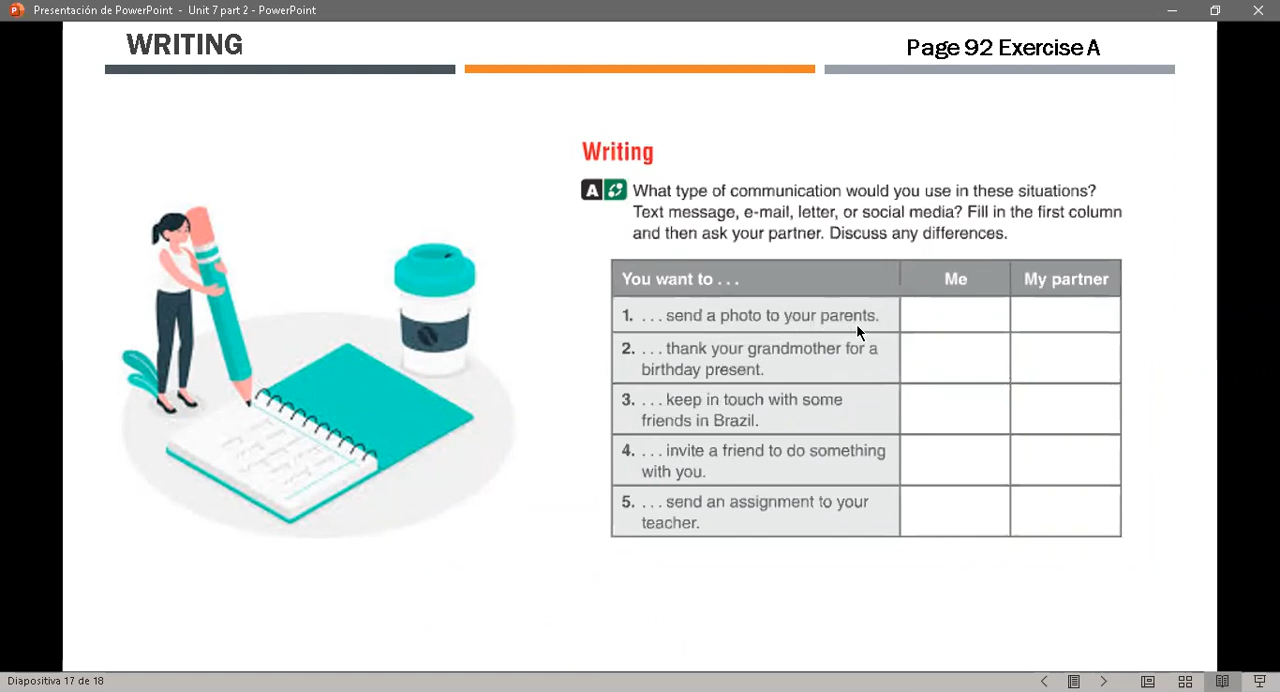 Presentación de PowerPoint - Unit 7 part 2 - PowerPoint
WRITING
Page 92 Exercise A
Writing
A What type of communication would you use in these situations?
Text message, e-mail, letter, or social media? Fill in the first column
and then ask your partner. Discuss any differences.
You want to . . . Me My partner
1. . . . send a photo to your parents.
2. . . . thank your grandmother for a
birthday present.
3. . . . keep in touch with some
friends in Brazil.
4. . . . invite a friend to do something
with you.
5. . . . send an assignment to your
teacher.
Diapositiva 17 de 18